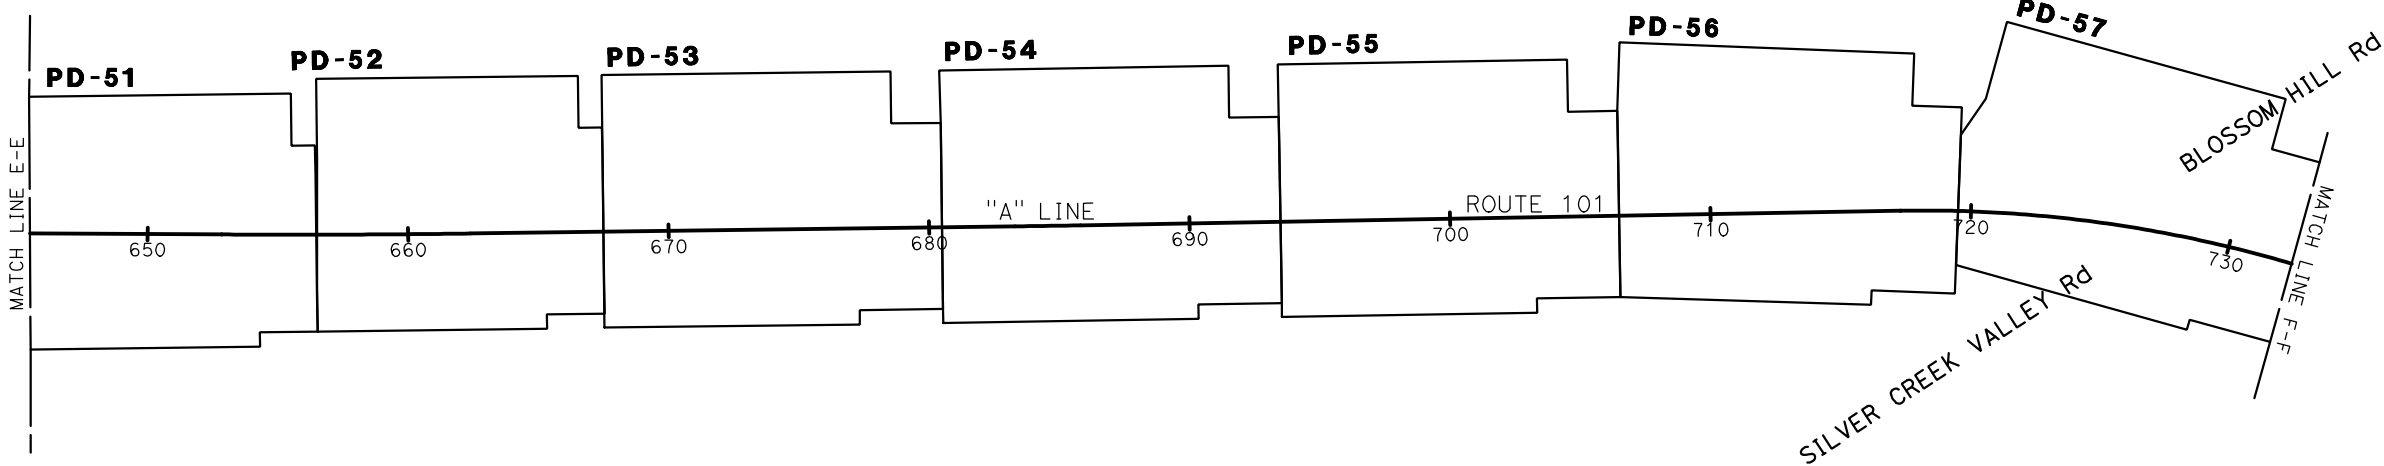 PD-51
PD-52
PD-53
PD-54
PD-55
PD-56
PD-57
BLOSSOM HILL Rd
MATCH LINE E-E
"A" LINE
ROUTE 101
650
660
670
680
690
700
710
720
730
MATCH LINE F-F
SILVER CREEK VALLEY Rd